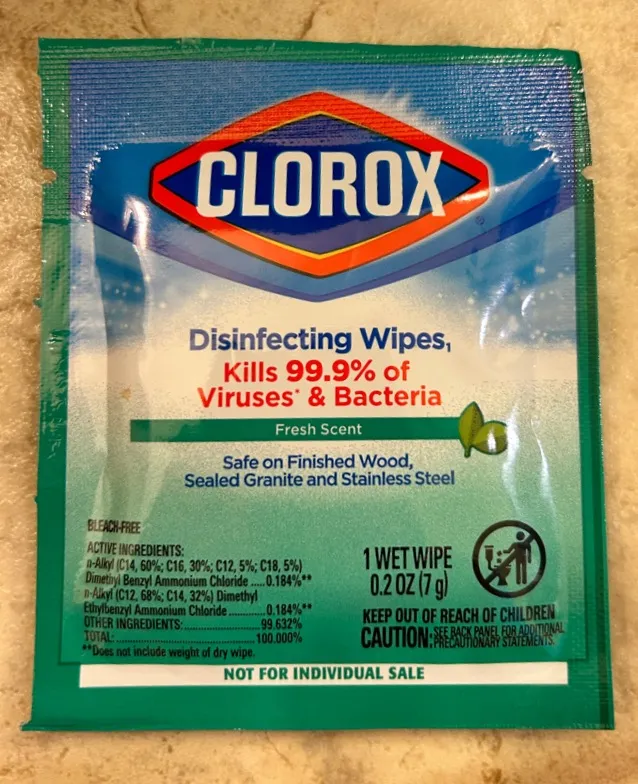 CLOROX
®
Disinfecting Wipes₁
Kills 99.9% of
Viruses* & Bacteria
Fresh Scent
Safe on Finished Wood,
Sealed Granite and Stainless Steel
BLEACH-FREE
ACTIVE INGREDIENTS:
n-Alkyl (C14, 60%; C16, 30%; C12, 5%; C18, 5%)
Dimethyl Benzyl Ammonium Chloride .....0.184%**
n-Alkyl (C12, 68%; C14, 32%) Dimethyl
Ethylbenzyl Ammonium Chloride ............0.184%**
OTHER INGREDIENTS:........................99.632%
TOTAL:.............................................100.000%
**Does not include weight of dry wipe.
1 WET WIPE
0.2 OZ (7 g)
KEEP OUT OF REACH OF CHILDREN
CAUTION: SEE BACK PANEL FOR ADDITIONAL
PRECAUTIONARY STATEMENTS.
NOT FOR INDIVIDUAL SALE